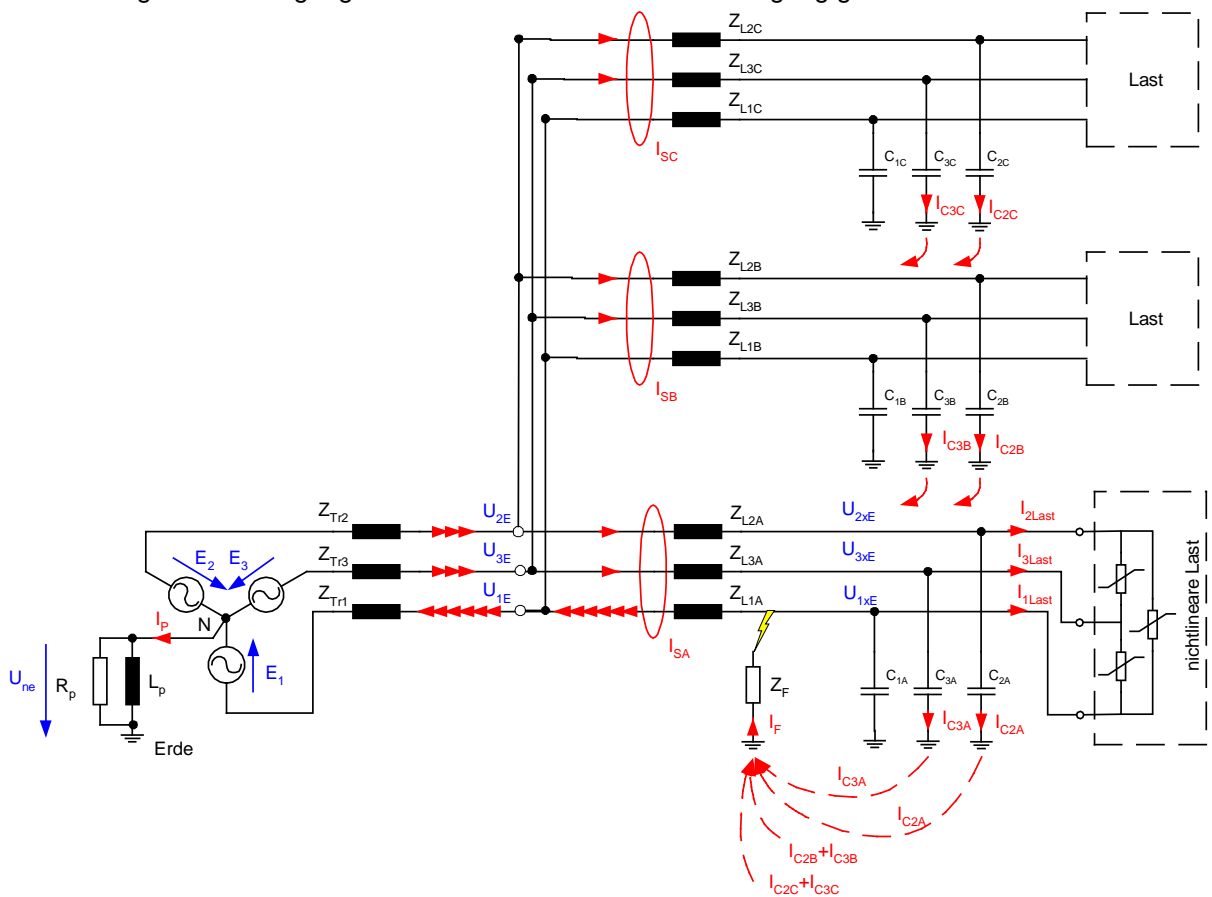 Z_L2C
Z_L3C
Last
Z_L1C
I_SC
C_1C C_3C C_2C
I_C3C I_C2C
Z_L2B
Z_L3B
Last
Z_L1B
I_SB
C_1B C_3B C_2B
I_C3B I_C2B
Z_Tr2 U_2E Z_L2A U_2xE I_2Last
E_2 E_3 Z_Tr3 U_3E Z_L3A U_3xE I_3Last
Z_Tr1 U_1E Z_L1A U_1xE I_1Last
I_P N
I_SA
nichtlineare Last
U_ne R_p L_p E_1
Z_F C_1A C_3A C_2A
I_F I_C3A I_C2A
Erde
I_C3A
I_C2A
I_C2B+I_C3B
I_C2C+I_C3C